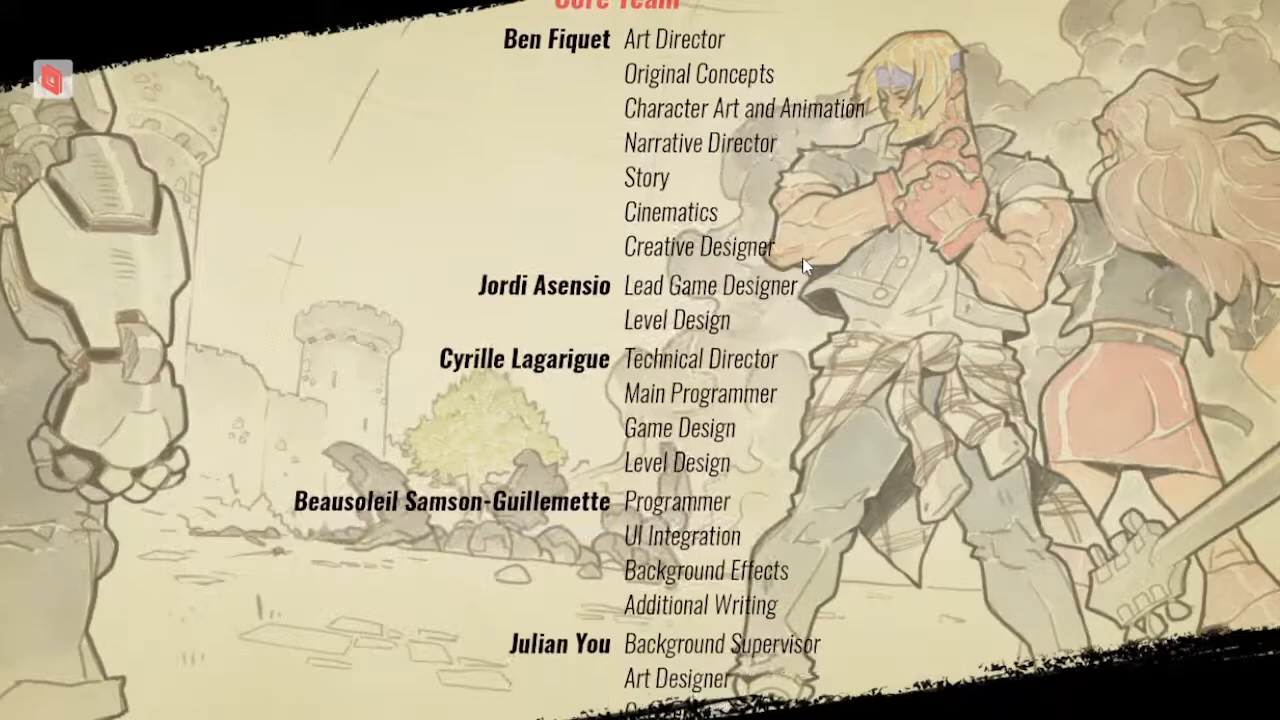 Core Team
Ben Fiquet Art Director
Original Concepts
Character Art and Animation
Narrative Director
Story
Cinematics
Creative Designer
Jordi Asensio Lead Game Designer
Level Design
Cyrille Lagarigue Technical Director
Main Programmer
Game Design
Level Design
Beausoleil Samson-Guillemette Programmer
UI Integration
Background Effects
Additional Writing
Julian You Background Supervisor
Art Designer